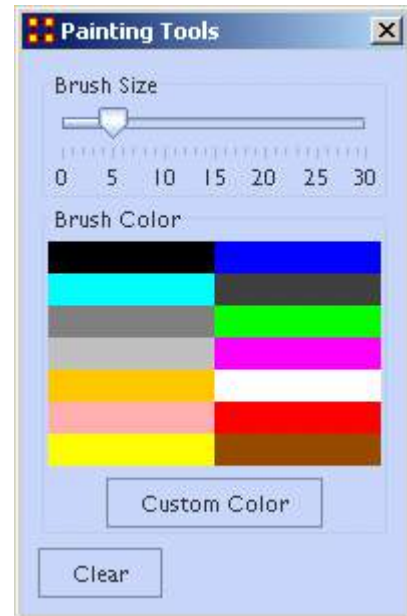 Painting Tools
Brush Size
0 5 10 15 20 25 30
Brush Color
Custom Color
Clear